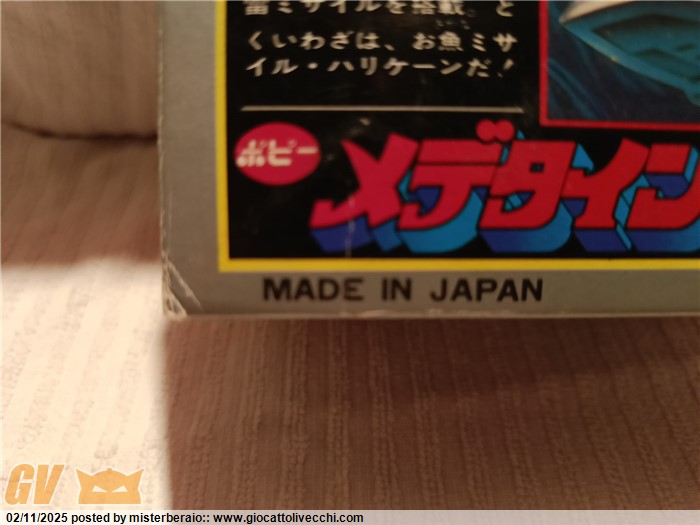 雷ミサイルを搭載、と
くいわざは、お魚ミサ
イル・ハリケーンだ!
ポピー
メデタイン
MADE IN JAPAN
GV
02/11/2025 posted by misterberaio:: www.giocattolivecchi.com